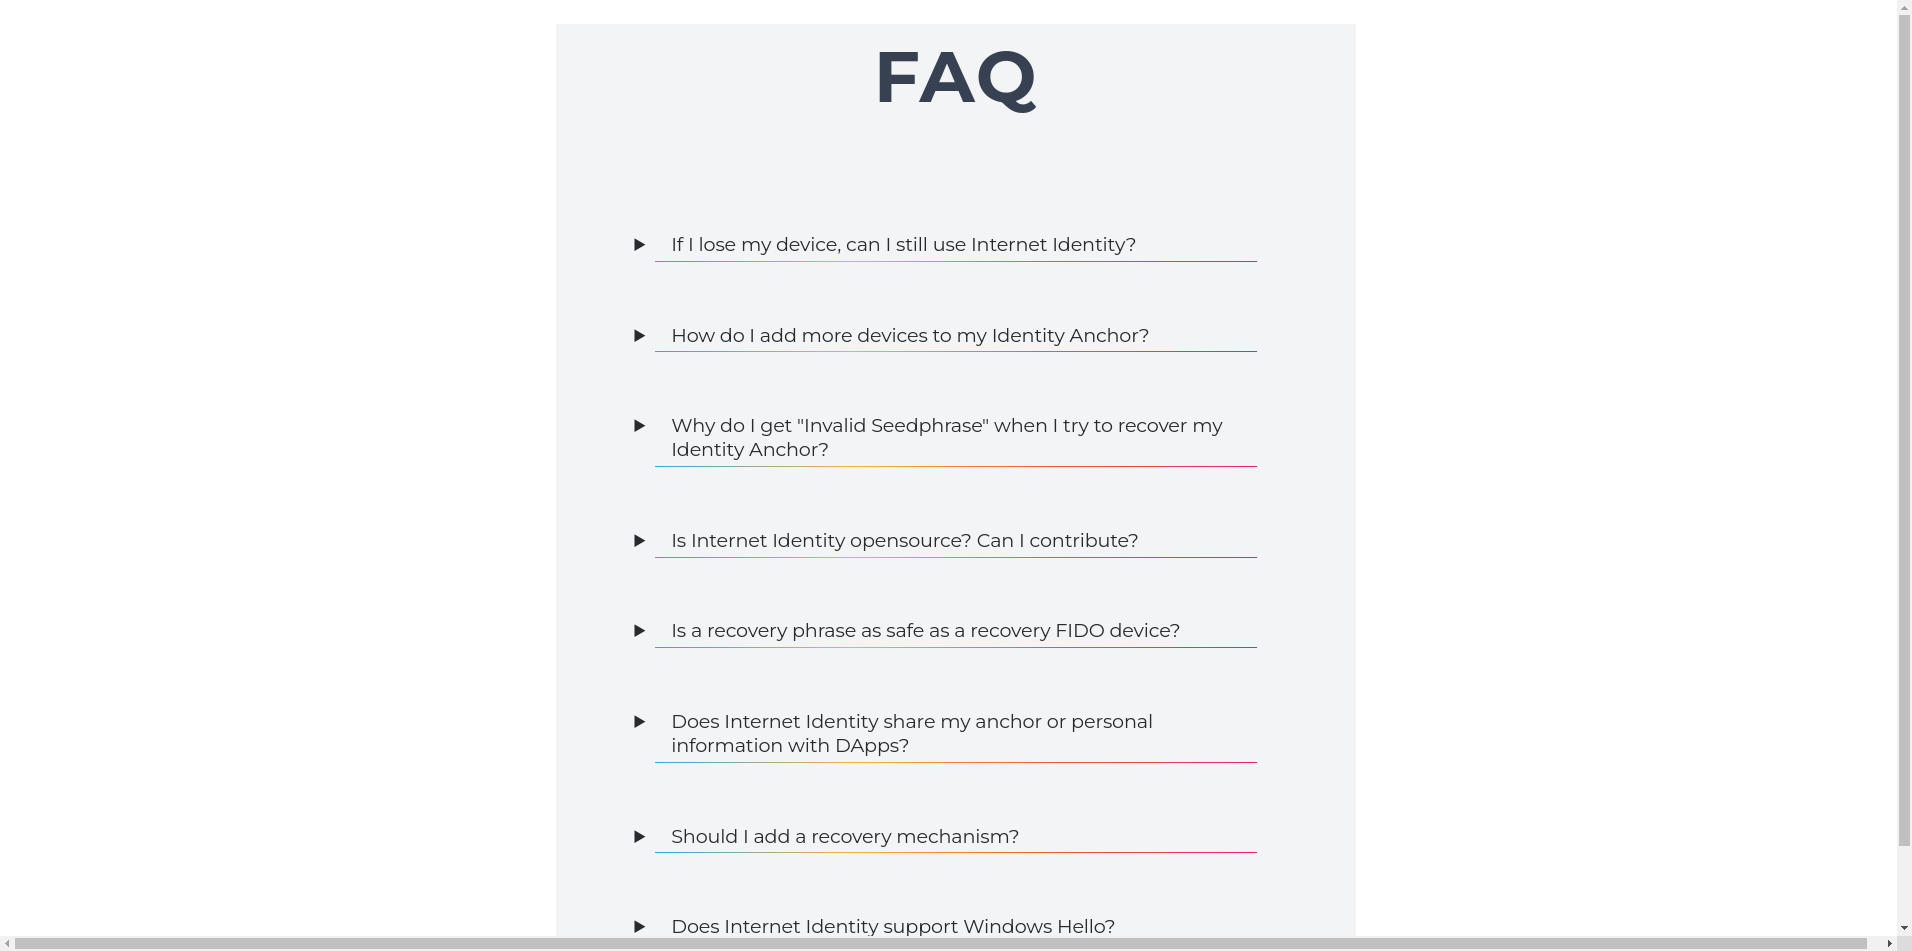 FAQ
If I lose my device, can I still use Internet Identity?
How do I add more devices to my Identity Anchor?
Why do I get "Invalid Seedphrase" when I try to recover my
Identity Anchor?
Is Internet Identity opensource? Can I contribute?
Is a recovery phrase as safe as a recovery FIDO device?
Does Internet Identity share my anchor or personal
information with DApps?
Should I add a recovery mechanism?
Does Internet Identity support Windows Hello?